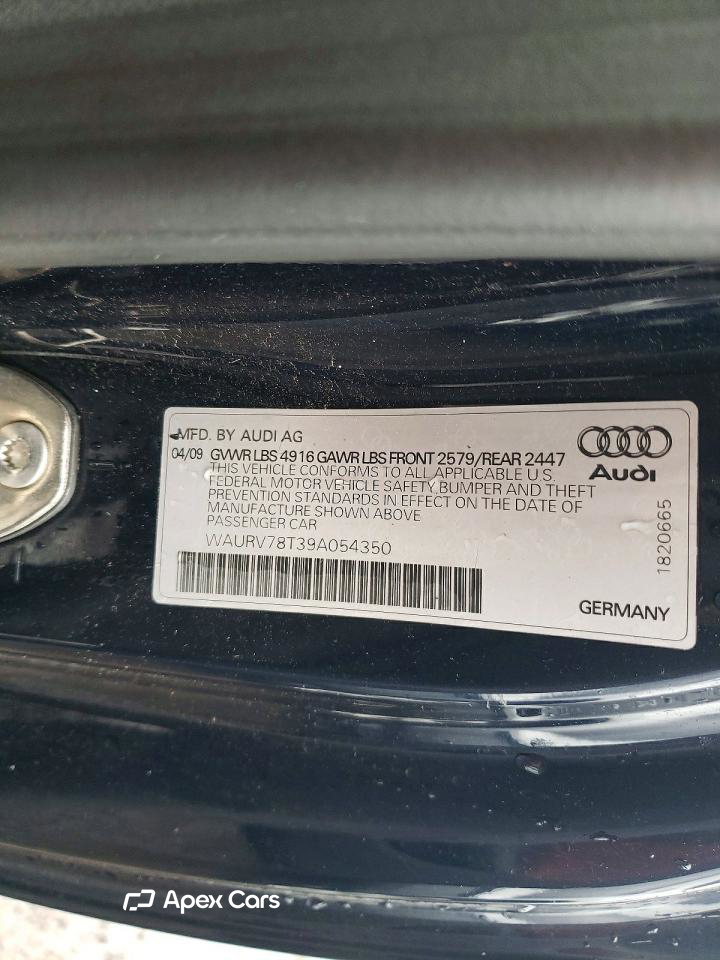 MFD. BY AUDI AG
04/09 GVWR LBS 4916 GAWR LBS FRONT 2579/REAR 2447
THIS VEHICLE CONFORMS TO ALL APPLICABLE U.S.
FEDERAL MOTOR VEHICLE SAFETY,BUMPER AND THEFT
PREVENTION STANDARDS IN EFFECT ON THE DATE OF
MANUFACTURE SHOWN ABOVE
PASSENGER CAR
WAURV78T39A054350
Audi
1820665
GERMANY
Apex Cars